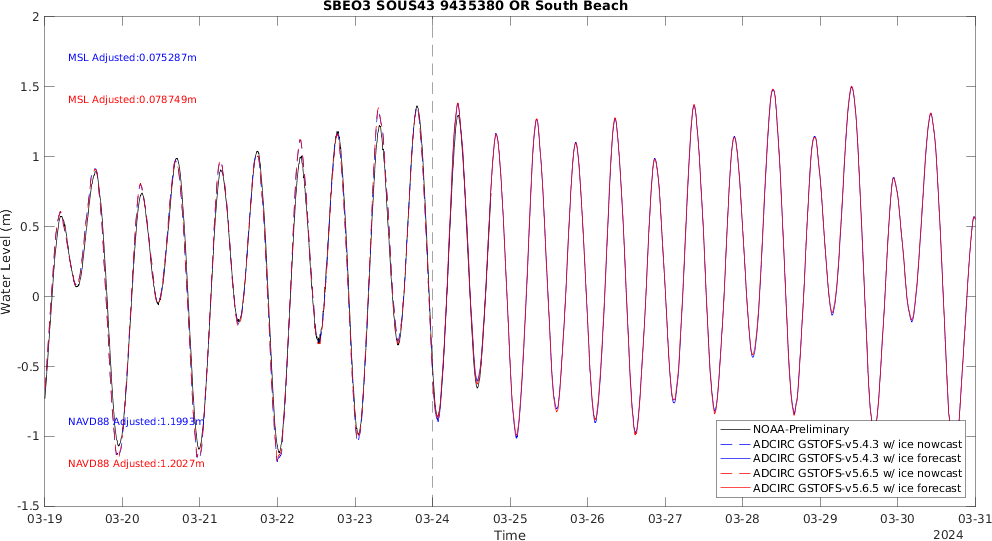 SBEO3 SOUS43 9435380 OR South Beach
2
1.5
1
0.5
0
-0.5
-1
-1.5
Water Level (m)
MSL Adjusted:0.075287m
MSL Adjusted:0.078749m
NAVD88 Adjusted:1.1993m
NAVD88 Adjusted:1.2027m
NOAA-Preliminary
ADCIRC GSTOFS-v5.4.3 w/ ice nowcast
ADCIRC GSTOFS-v5.4.3 w/ ice forecast
ADCIRC GSTOFS-v5.6.5 w/ ice nowcast
ADCIRC GSTOFS-v5.6.5 w/ ice forecast
03-19 03-20 03-21 03-22 03-23 03-24 03-25 03-26 03-27 03-28 03-29 03-30 03-31
Time
2024